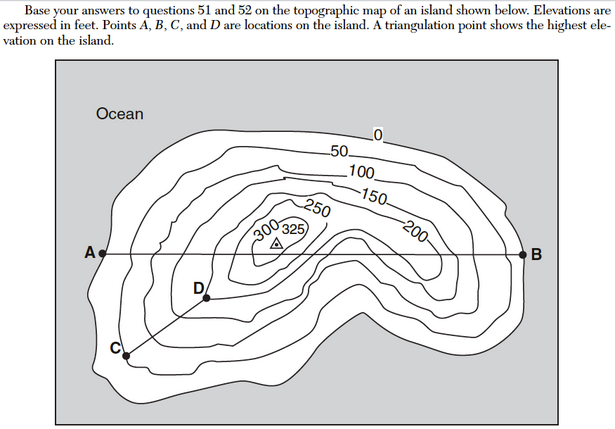 Base your answers to questions 51 and 52 on the topographic map of an island shown below. Elevations are
expressed in feet. Points A, B, C, and D are locations on the island. A triangulation point shows the highest ele-
vation on the island.
Ocean
0
50
100
150
250
200
300
325
A
B
D
C